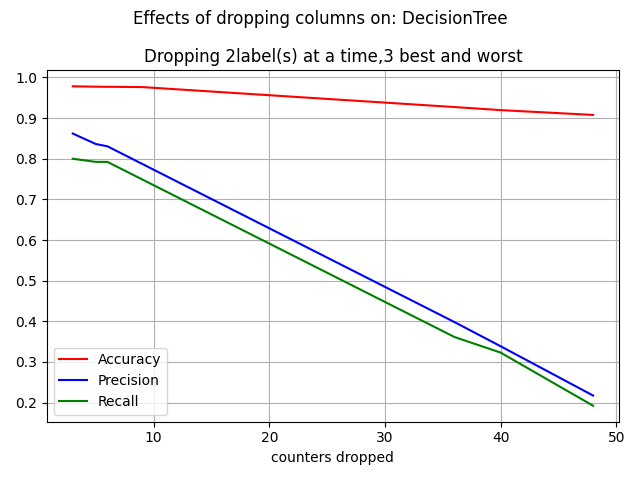 Effects of dropping columns on: DecisionTree
Dropping 2label(s) at a time,3 best and worst
1.0
0.9
0.8
0.7
0.6
0.5
0.4
0.3
0.2
Accuracy
Precision
Recall
10 20 30 40 50
counters dropped